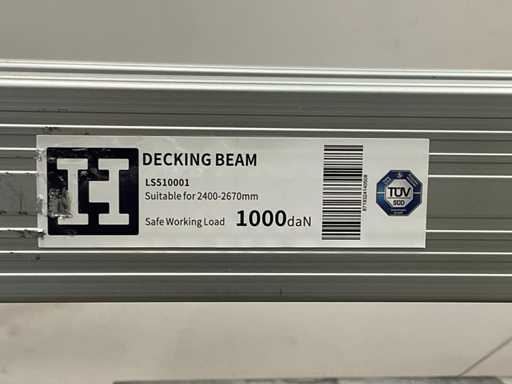 DECKING BEAM
LS510001
Suitable for 2400-2670mm
Safe Working Load 1000daN
TÜV
SÜD